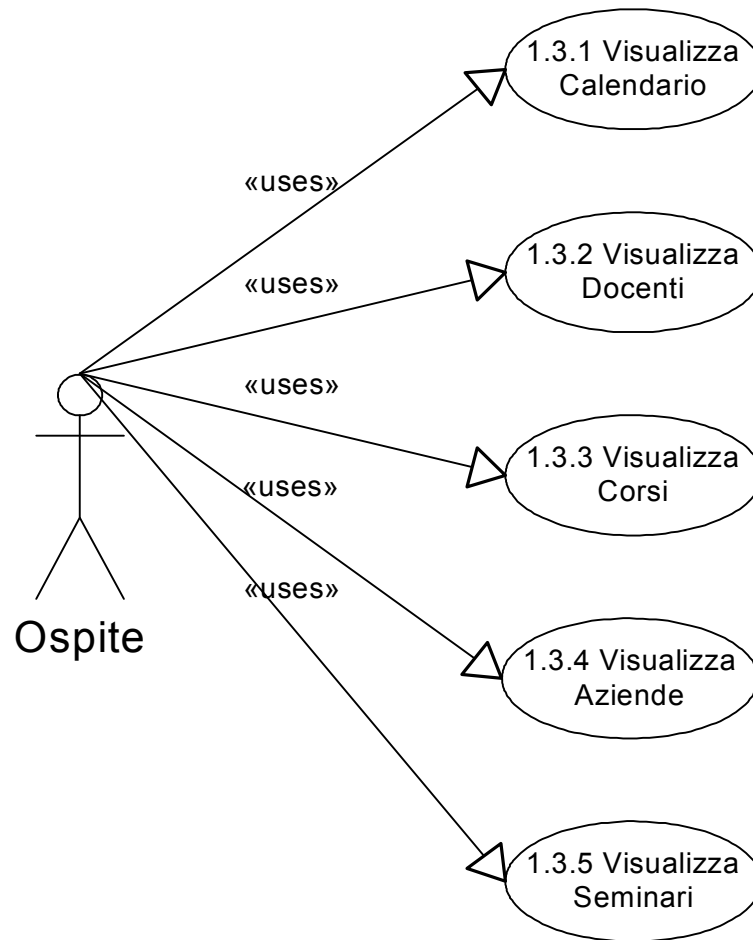 1.3.1 Visualizza
Calendario
«uses»
1.3.2 Visualizza
Docenti
«uses»
1.3.3 Visualizza
Corsi
«uses»
«uses»
«uses»
Ospite
1.3.4 Visualizza
Aziende
1.3.5 Visualizza
Seminari